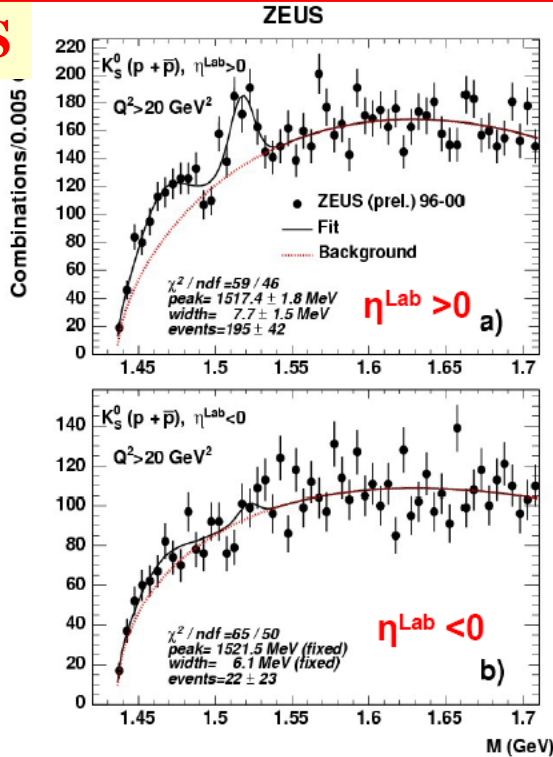 ZEUS
S
Combinations/0.005
220
200
180
160
140
120
100
80
60
40
20
0
K⁰ₛ (p + p̅), η^Lab>0
Q²>20 GeV²
ZEUS (prel.) 96-00
Fit
Background
χ² / ndf =59 / 46
peak= 1517.4 ± 1.8 MeV
width= 7.7 ± 1.5 MeV
events=195 ± 42
η^Lab >0
a)
1.45 1.5 1.55 1.6 1.65 1.7
140
120
100
80
60
40
20
0
K⁰ₛ (p + p̅), η^Lab<0
Q²>20 GeV²
χ² / ndf =65 / 50
peak= 1521.5 MeV (fixed)
width= 6.1 MeV (fixed)
events=22 ± 23
η^Lab <0
b)
1.45 1.5 1.55 1.6 1.65 1.7
M (GeV)